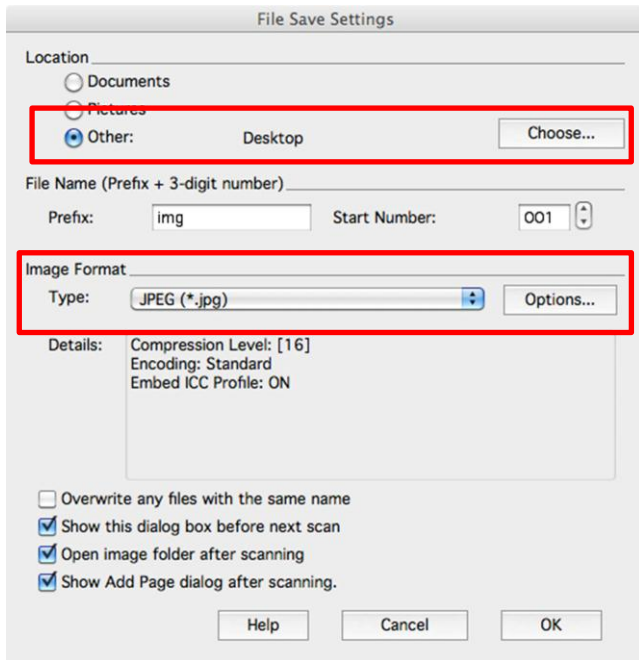 File Save Settings
Location
Documents
Pictures
Other: Desktop Choose...
File Name (Prefix + 3-digit number)
Prefix: img Start Number: 001
Image Format
Type: JPEG (*.jpg) Options...
Details: Compression Level: [16]
Encoding: Standard
Embed ICC Profile: ON
Overwrite any files with the same name
Show this dialog box before next scan
Open image folder after scanning
Show Add Page dialog after scanning.
Help Cancel OK